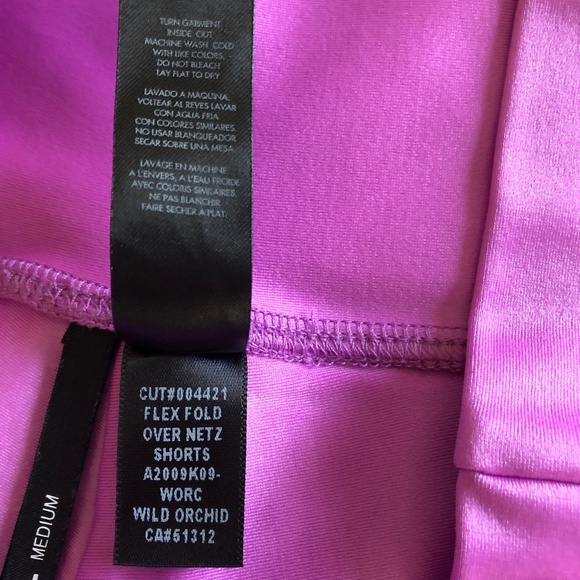 TURN GARMENT
INSIDE OUT
MACHINE WASH COLD
WITH LIKE COLORS,
DO NOT BLEACH
LAY FLAT TO DRY
LAVADO A MAQUINA,
VOLTEAR AL REVES LAVAR
CON AGUA FRIA
CON COLORES SIMILARES.
NO USAR BLANQUEADOR
SECAR SOBRE UNA MESA.
LAVAGE EN MACHINE
A L'ENVERS, A L'EAU FROIDE
AVEC COLORIS SIMILAIRES.
NE PAS BLANCHIR
FAIRE SECHER A PLAT.
CUT#004421
FLEX FOLD
OVER NETZ
SHORTS
A2009K09-
WORC
WILD ORCHID
CA#51312
MEDIUM